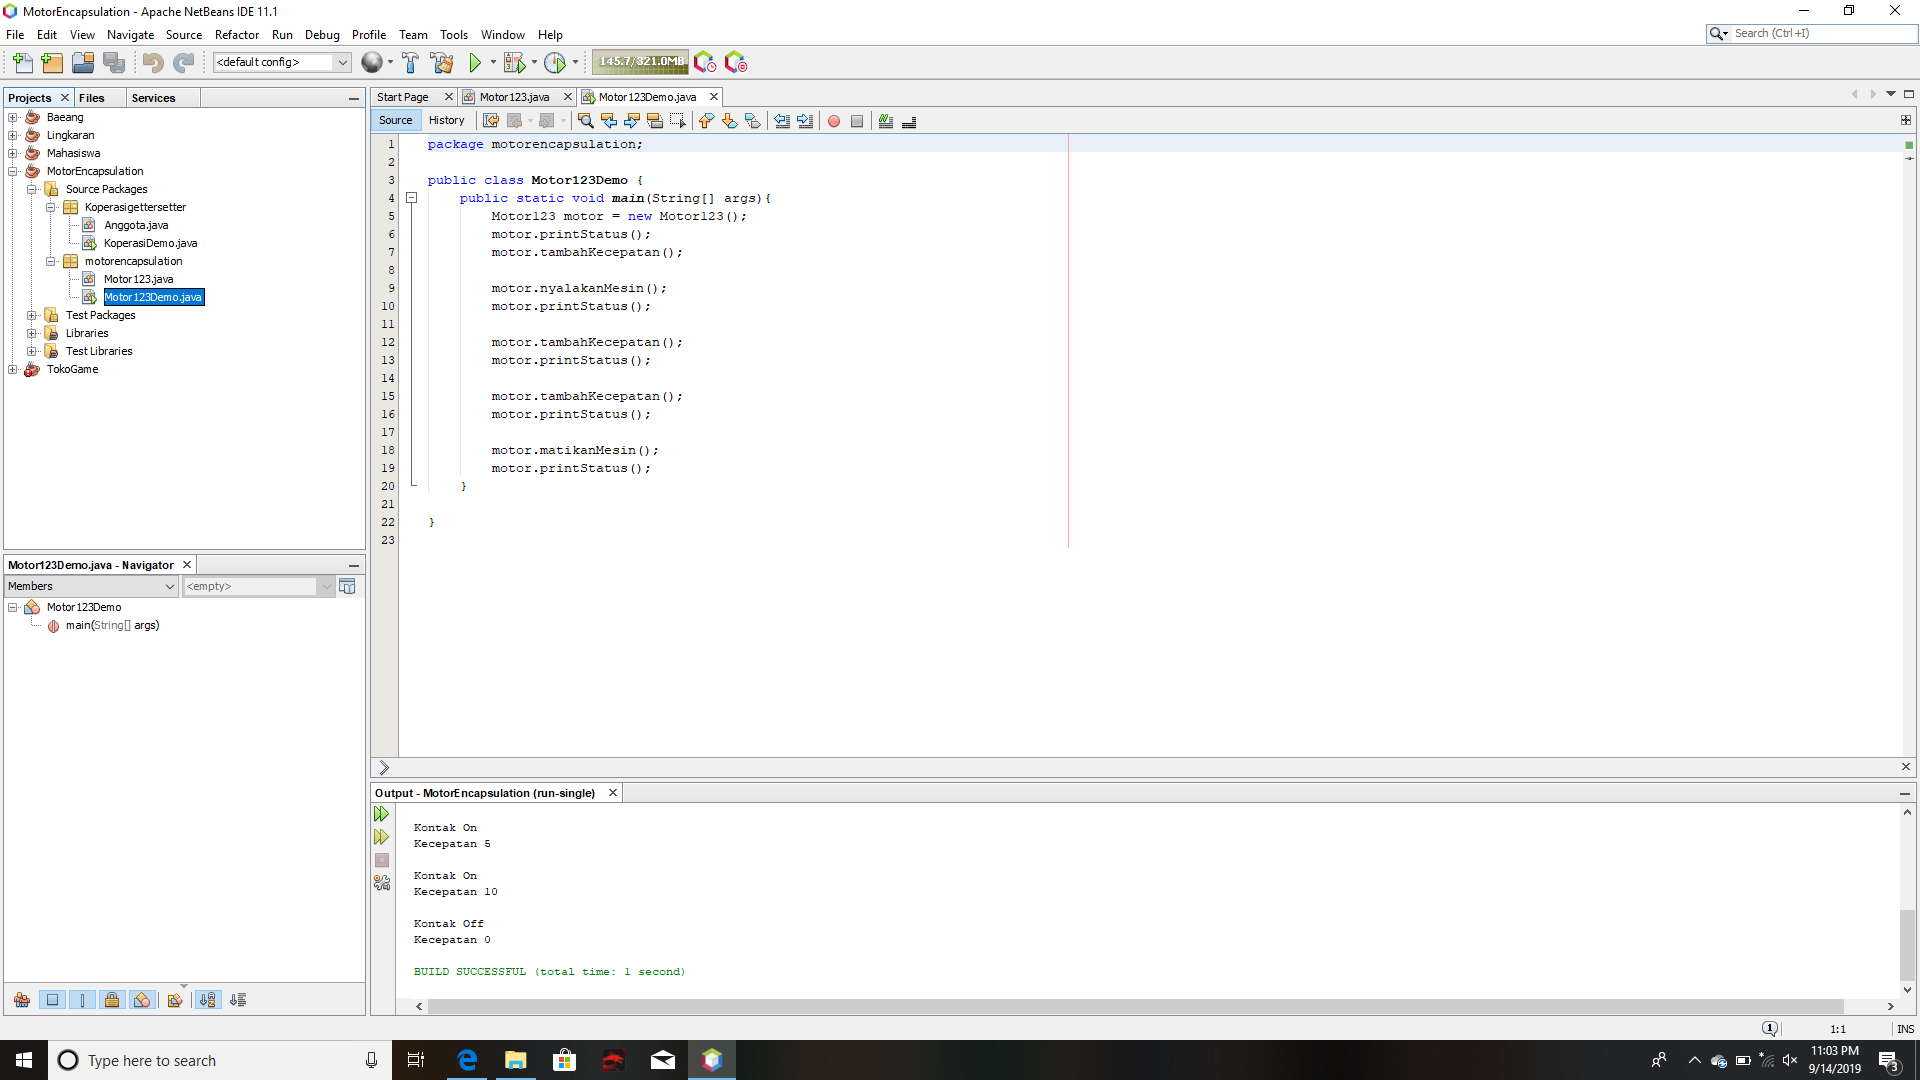 MotorEncapsulation - Apache NetBeans IDE 11.1
File Edit View Navigate Source Refactor Run Debug Profile Team Tools Window Help
Search (Ctrl+I)
<default config>
145.7/321.0MB
Projects Files Services
Baeang
Lingkaran
Mahasiswa
MotorEncapsulation
Source Packages
Koperasigettersetter
Anggota.java
KoperasiDemo.java
motorencapsulation
Motor123.java
Motor123Demo.java
Test Packages
Libraries
Test Libraries
TokoGame
Motor123Demo.java - Navigator
Members
<empty>
Motor123Demo
main(String[] args)
Start Page Motor123.java Motor123Demo.java
Source History
1 package motorencapsulation;
2
3 public class Motor123Demo {
4 public static void main(String[] args){
5 Motor123 motor = new Motor123();
6 motor.printStatus();
7 motor.tambahKecepatan();
8
9 motor.nyalakanMesin();
10 motor.printStatus();
11
12 motor.tambahKecepatan();
13 motor.printStatus();
14
15 motor.tambahKecepatan();
16 motor.printStatus();
17
18 motor.matikanMesin();
19 motor.printStatus();
20 }
21
22 }
23
Output - MotorEncapsulation (run-single)
Kontak On
Kecepatan 5
Kontak On
Kecepatan 10
Kontak Off
Kecepatan 0
BUILD SUCCESSFUL (total time: 1 second)
1
1:1
INS
Type here to search
11:03 PM
9/14/2019
3